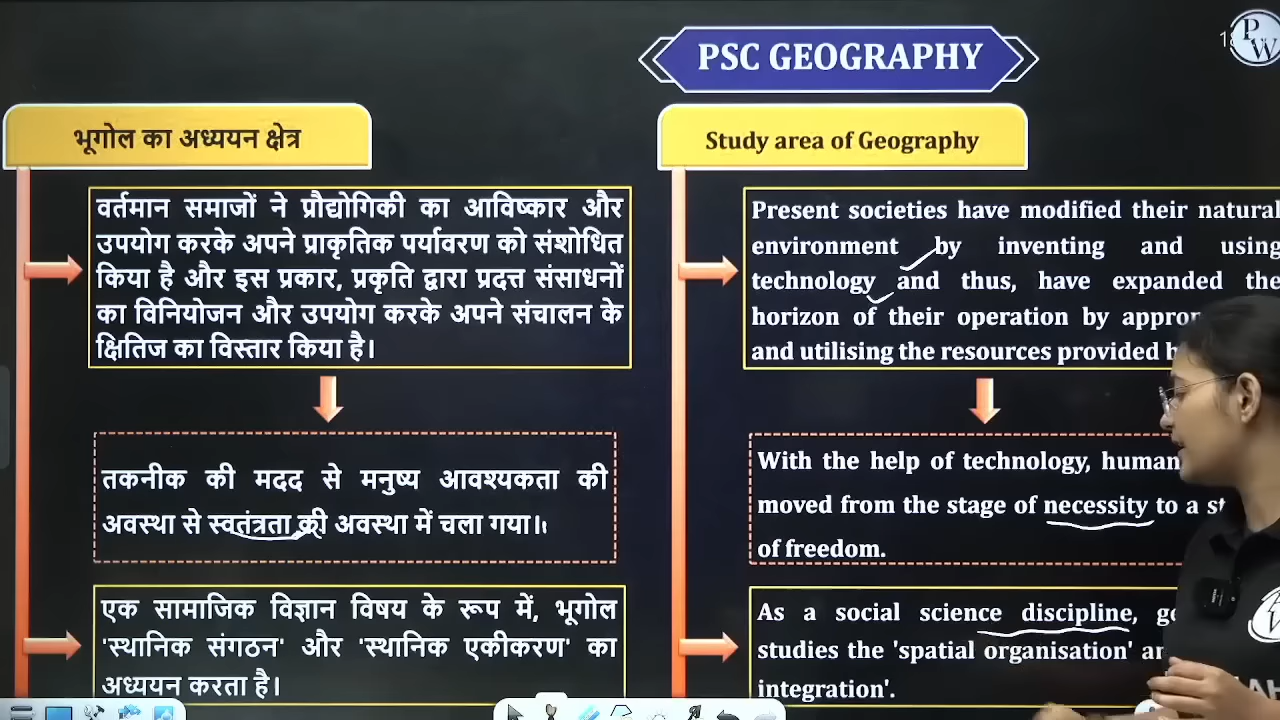 PSC GEOGRAPHY
PW
भूगोल का अध्ययन क्षेत्र
वर्तमान समाजों ने प्रौद्योगिकी का आविष्कार और
उपयोग करके अपने प्राकृतिक पर्यावरण को संशोधित
किया है और इस प्रकार, प्रकृति द्वारा प्रदत्त संसाधनों
का विनियोजन और उपयोग करके अपने संचालन के
क्षितिज का विस्तार किया है।
तकनीक की मदद से मनुष्य आवश्यकता की
अवस्था से स्वतंत्रता की अवस्था में चला गया।।
एक सामाजिक विज्ञान विषय के रूप में, भूगोल
'स्थानिक संगठन' और 'स्थानिक एकीकरण' का
अध्ययन करता है।
Study area of Geography
Present societies have modified their natural
environment by inventing and using
technology and thus, have expanded the
horizon of their operation by
and utilising the resources provided
With the help of technology, human
moved from the stage of necessity to a
of freedom.
As a social science discipline,
studies the 'spatial organisation'
integration'.